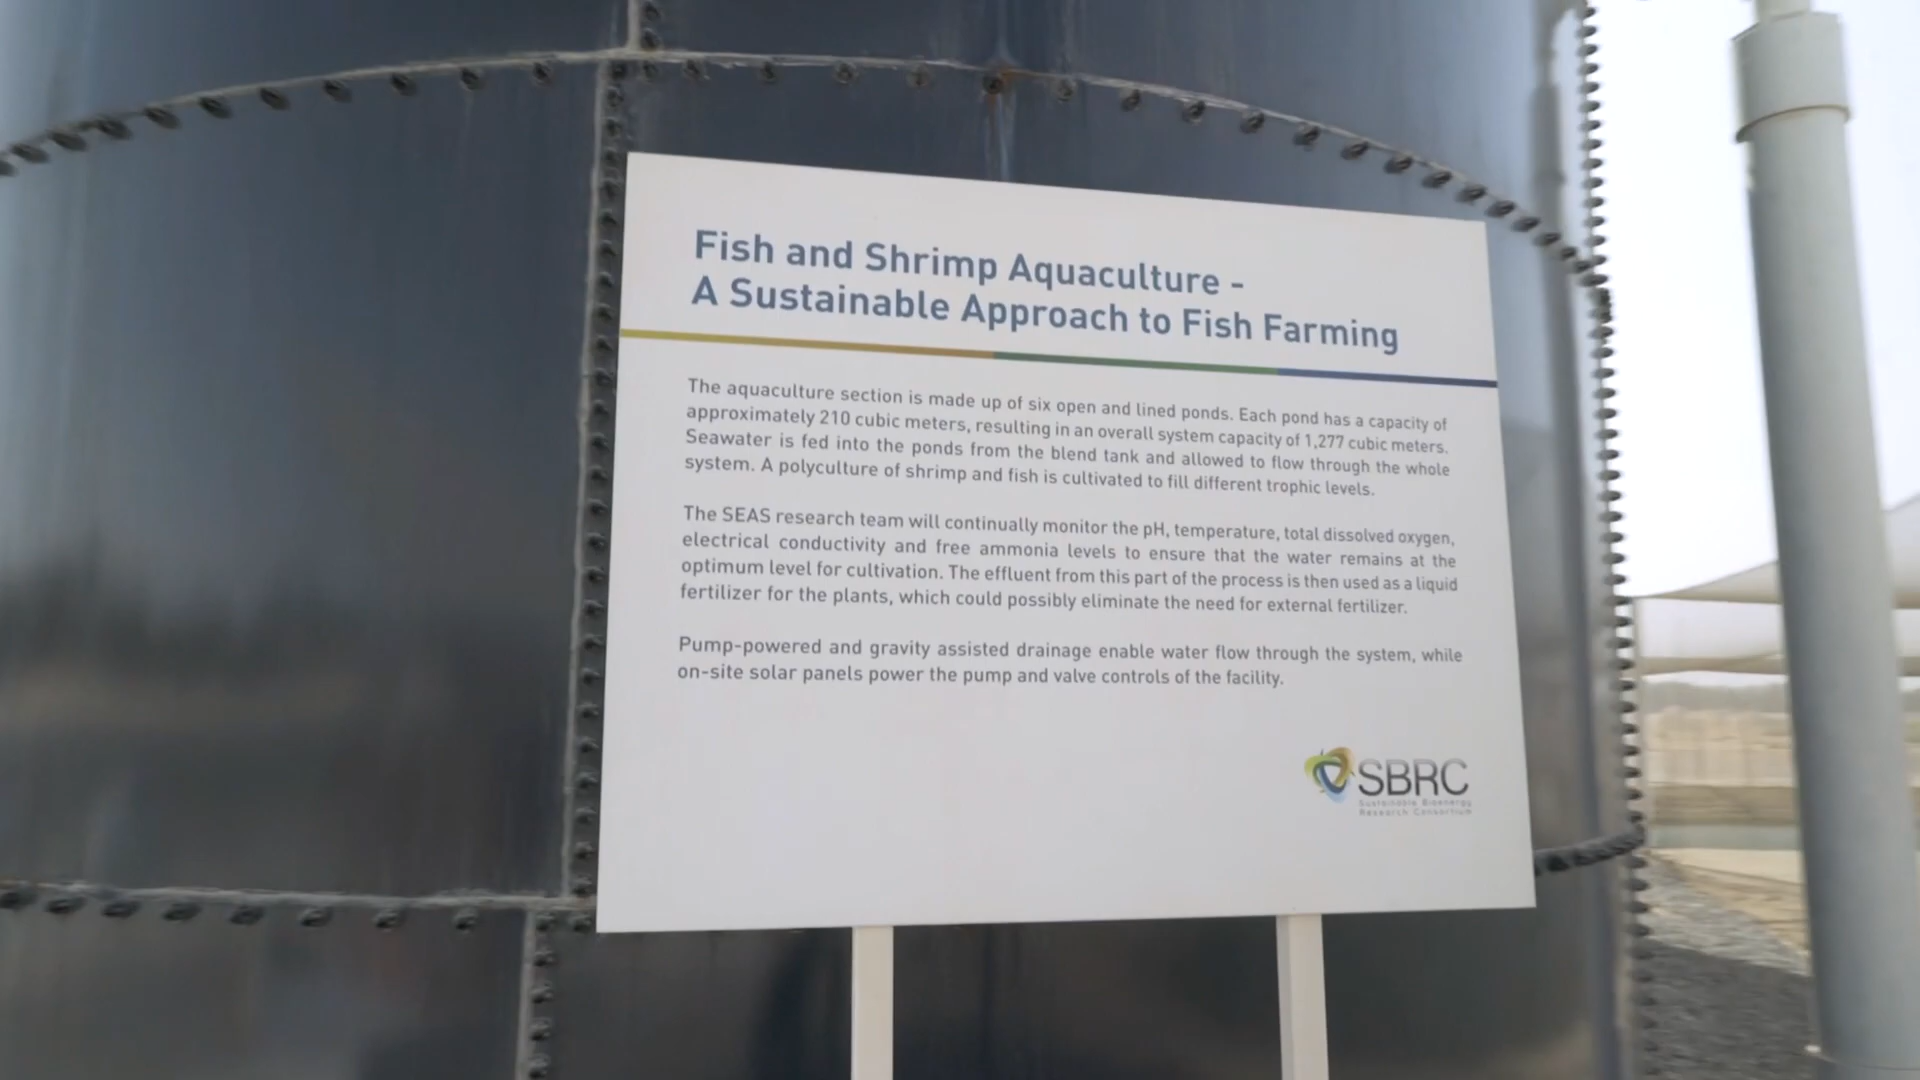 Fish and Shrimp Aquaculture -
A Sustainable Approach to Fish Farming
The aquaculture section is made up of six open and lined ponds. Each pond has a capacity of
approximately 210 cubic meters, resulting in an overall system capacity of 1,277 cubic meters.
Seawater is fed into the ponds from the blend tank and allowed to flow through the whole
system. A polyculture of shrimp and fish is cultivated to fill different trophic levels.
The SEAS research team will continually monitor the pH, temperature, total dissolved oxygen,
electrical conductivity and free ammonia levels to ensure that the water remains at the
optimum level for cultivation. The effluent from this part of the process is then used as a liquid
fertilizer for the plants, which could possibly eliminate the need for external fertilizer.
Pump-powered and gravity assisted drainage enable water flow through the system, while
on-site solar panels power the pump and valve controls of the facility.
SBRC
Sustainable Bioenergy
Research Consortium